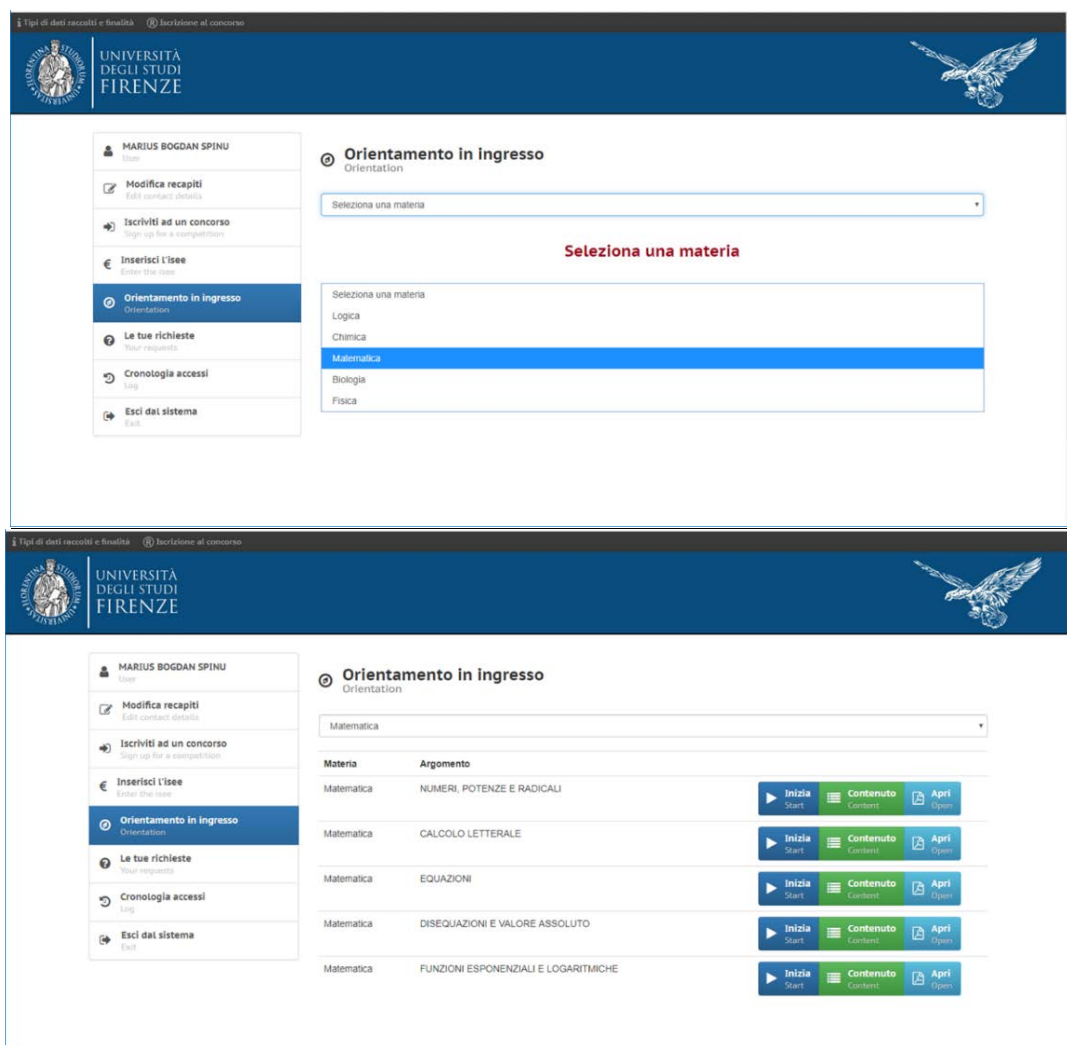 Tipi di dati raccolti e finalità ® Iscrizione al concorso
UNIVERSITÀ
DEGLI STUDI
FIRENZE
MARIUS BOGDAN SPINU
User
Modifica recapiti
Edit contact details
Iscriviti ad un concorso
Sign up for a competition
€ Inserisci l'isee
Enter the isee
Orientamento in ingresso
Orientation
Le tue richieste
Your requests
Cronologia accessi
Log
Esci dal sistema
Exit
Orientamento in ingresso
Orientation
Seleziona una materia
Seleziona una materia
Seleziona una materia
Logica
Chimica
Matematica
Biologia
Fisica
Tipi di dati raccolti e finalità ® Iscrizione al concorso
UNIVERSITÀ
DEGLI STUDI
FIRENZE
MARIUS BOGDAN SPINU
User
Modifica recapiti
Edit contact details
Iscriviti ad un concorso
Sign up for a competition
€ Inserisci l'isee
Enter the isee
Orientamento in ingresso
Orientation
Le tue richieste
Your requests
Cronologia accessi
Log
Esci dal sistema
Exit
Orientamento in ingresso
Orientation
Matematica
Materia Argomento
Matematica NUMERI, POTENZE E RADICALI Inizia Contenuto Apri
Start Content Open
Matematica CALCOLO LETTERALE Inizia Contenuto Apri
Start Content Open
Matematica EQUAZIONI Inizia Contenuto Apri
Start Content Open
Matematica DISEQUAZIONI E VALORE ASSOLUTO Inizia Contenuto Apri
Start Content Open
Matematica FUNZIONI ESPONENZIALI E LOGARITMICHE Inizia Contenuto Apri
Start Content Open